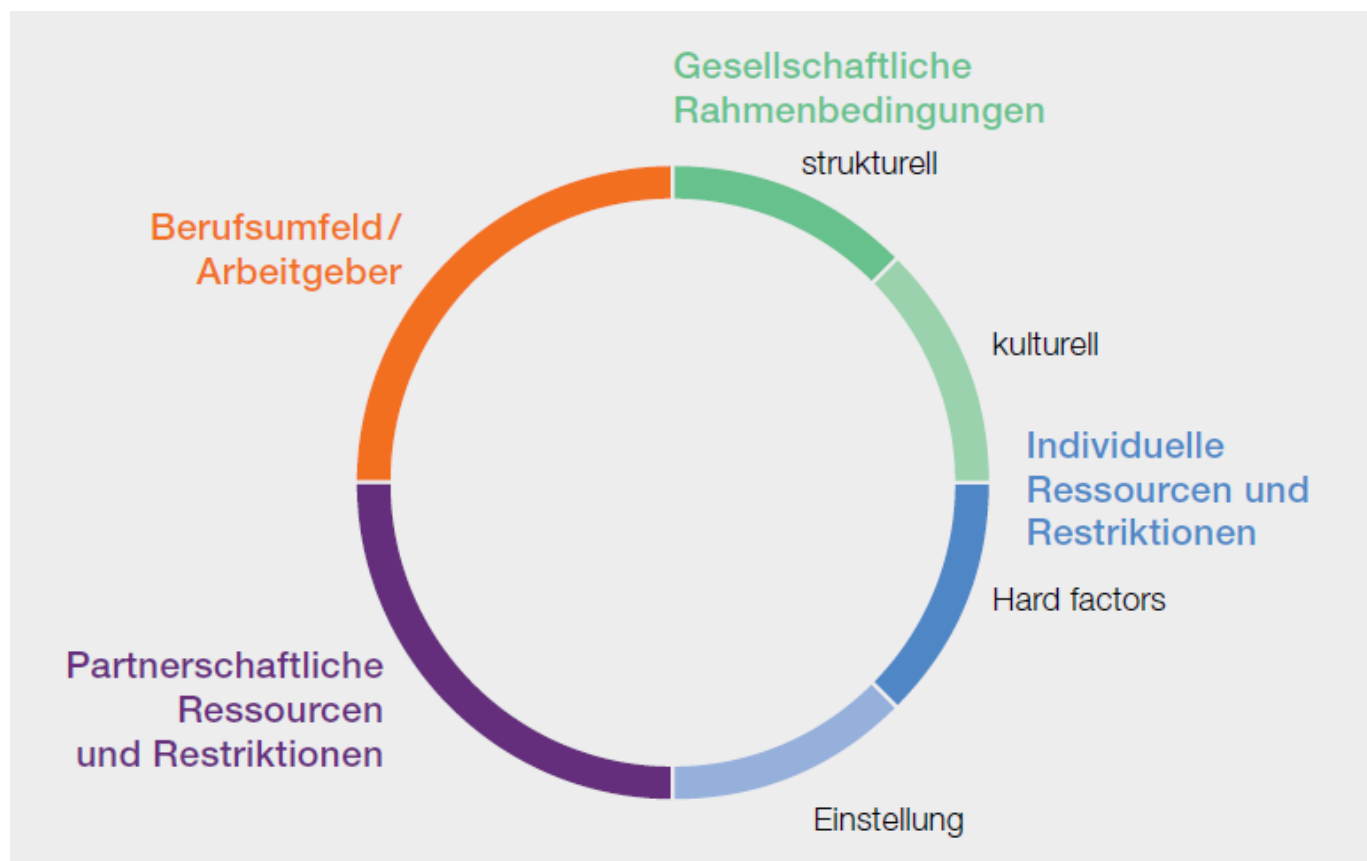 Gesellschaftliche
Rahmenbedingungen
strukturell
kulturell
Individuelle
Ressourcen und
Restriktionen
Hard factors
Einstellung
Partnerschaftliche
Ressourcen
und Restriktionen
Berufsumfeld/
Arbeitgeber